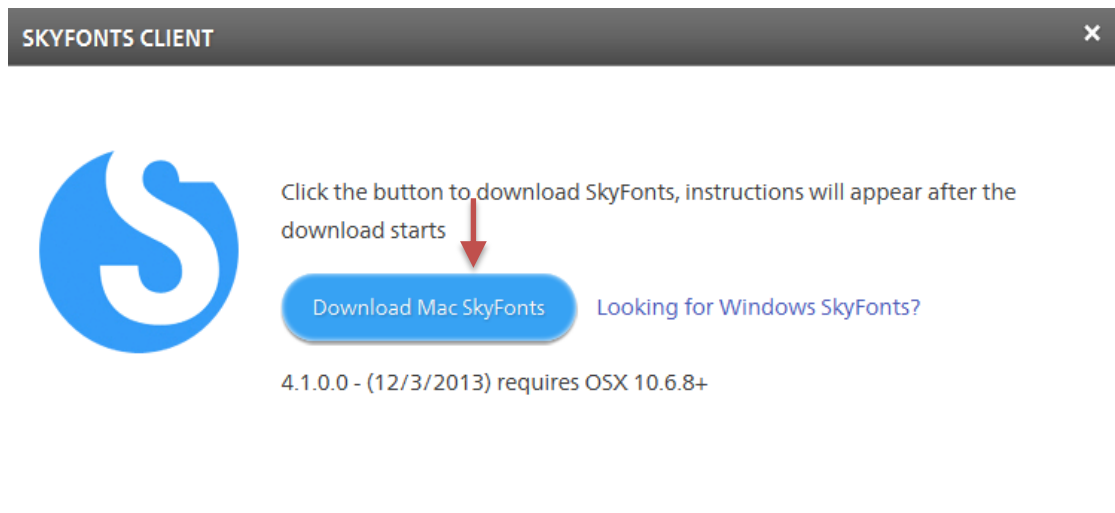 SKYFONTS CLIENT
Click the button to download SkyFonts, instructions will appear after the
download starts
Download Mac SkyFonts
Looking for Windows SkyFonts?
4.1.0.0 - (12/3/2013) requires OSX 10.6.8+